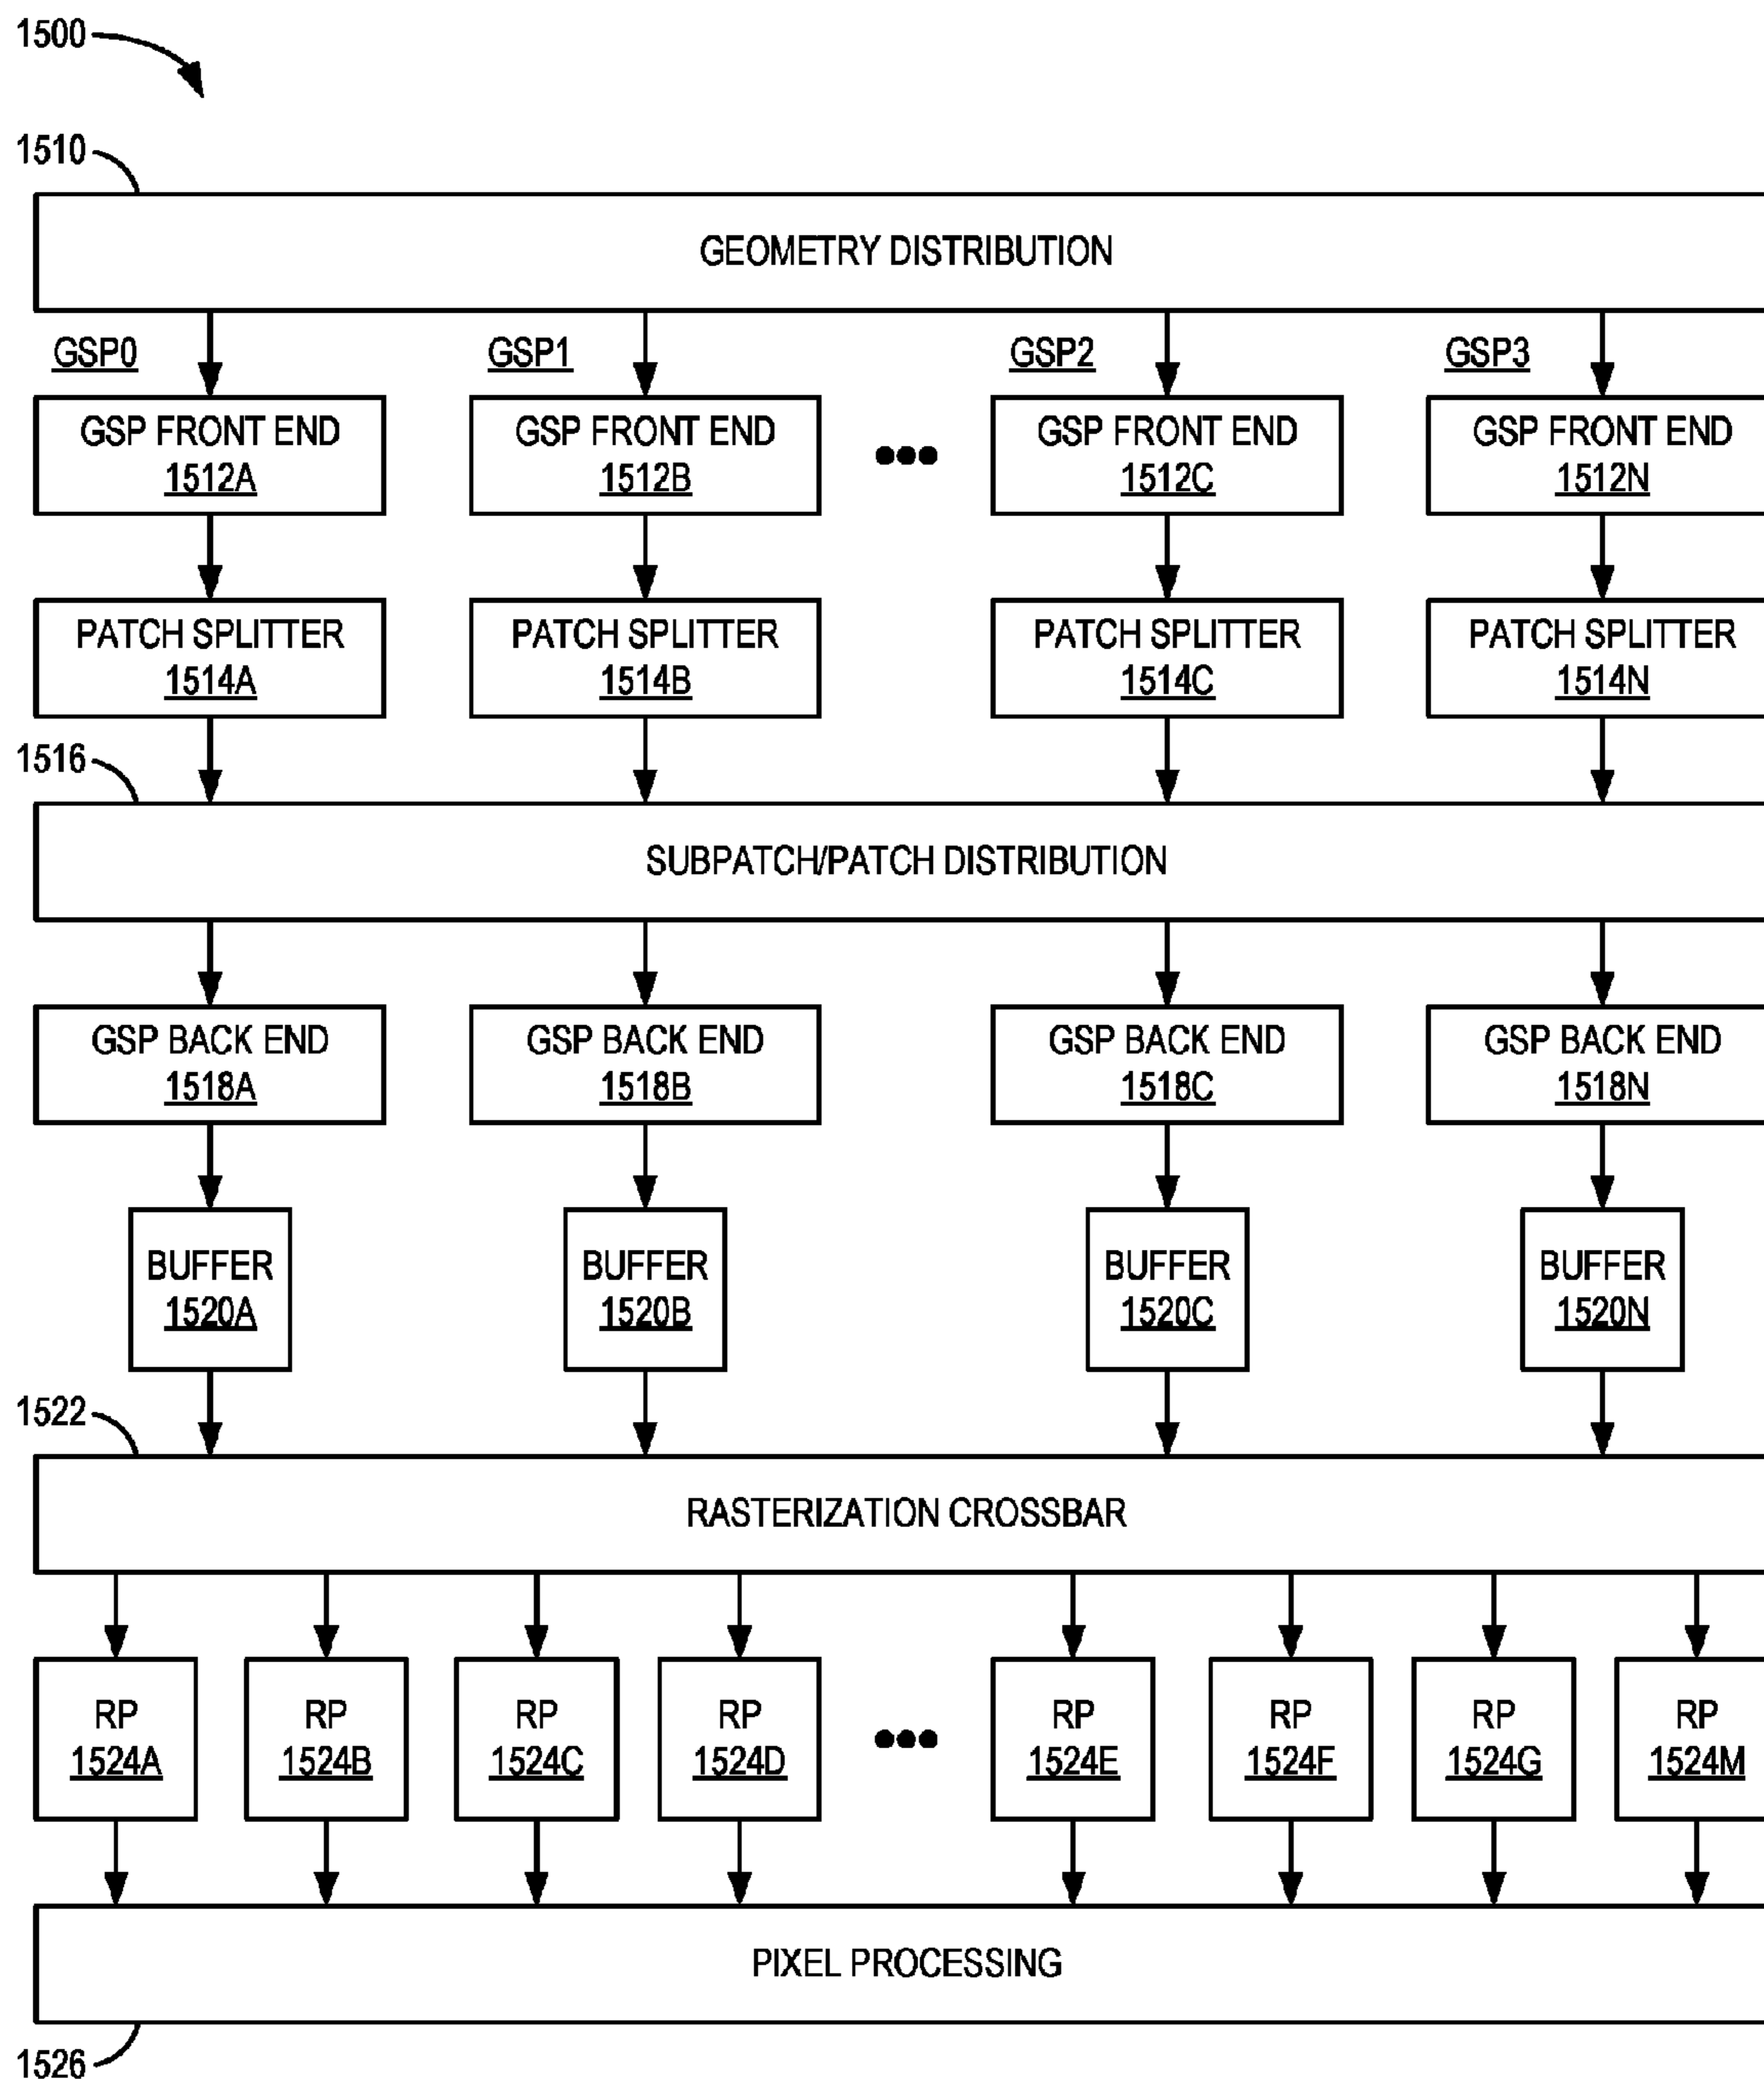 1500
1510
GEOMETRY DISTRIBUTION
GSP0 GSP1 GSP2 GSP3
GSP FRONT END GSP FRONT END GSP FRONT END GSP FRONT END
1512A 1512B 1512C 1512N
PATCH SPLITTER PATCH SPLITTER PATCH SPLITTER PATCH SPLITTER
1514A 1514B 1514C 1514N
1516
SUBPATCH/PATCH DISTRIBUTION
GSP BACK END GSP BACK END GSP BACK END GSP BACK END
1518A 1518B 1518C 1518N
BUFFER BUFFER BUFFER BUFFER
1520A 1520B 1520C 1520N
1522
RASTERIZATION CROSSBAR
RP RP RP RP RP RP RP RP
1524A 1524B 1524C 1524D 1524E 1524F 1524G 1524M
PIXEL PROCESSING
1526